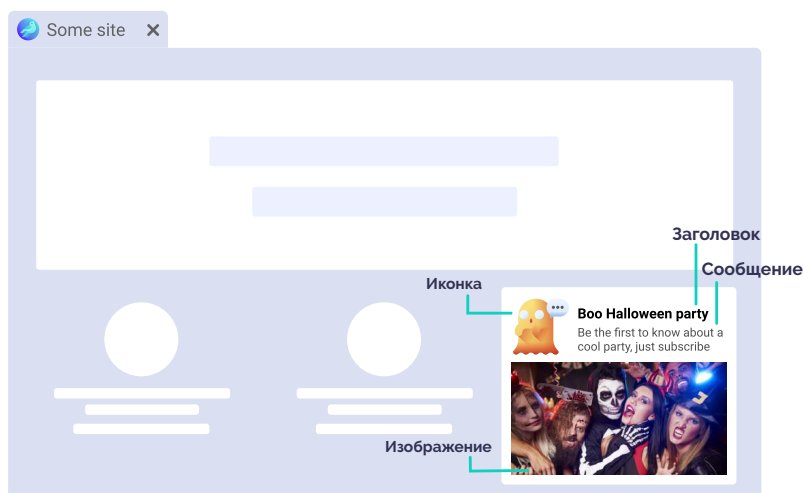 Some site
Заголовок
Сообщение
Иконка
Boo Halloween party
Be the first to know about a
cool party, just subscribe
Изображение